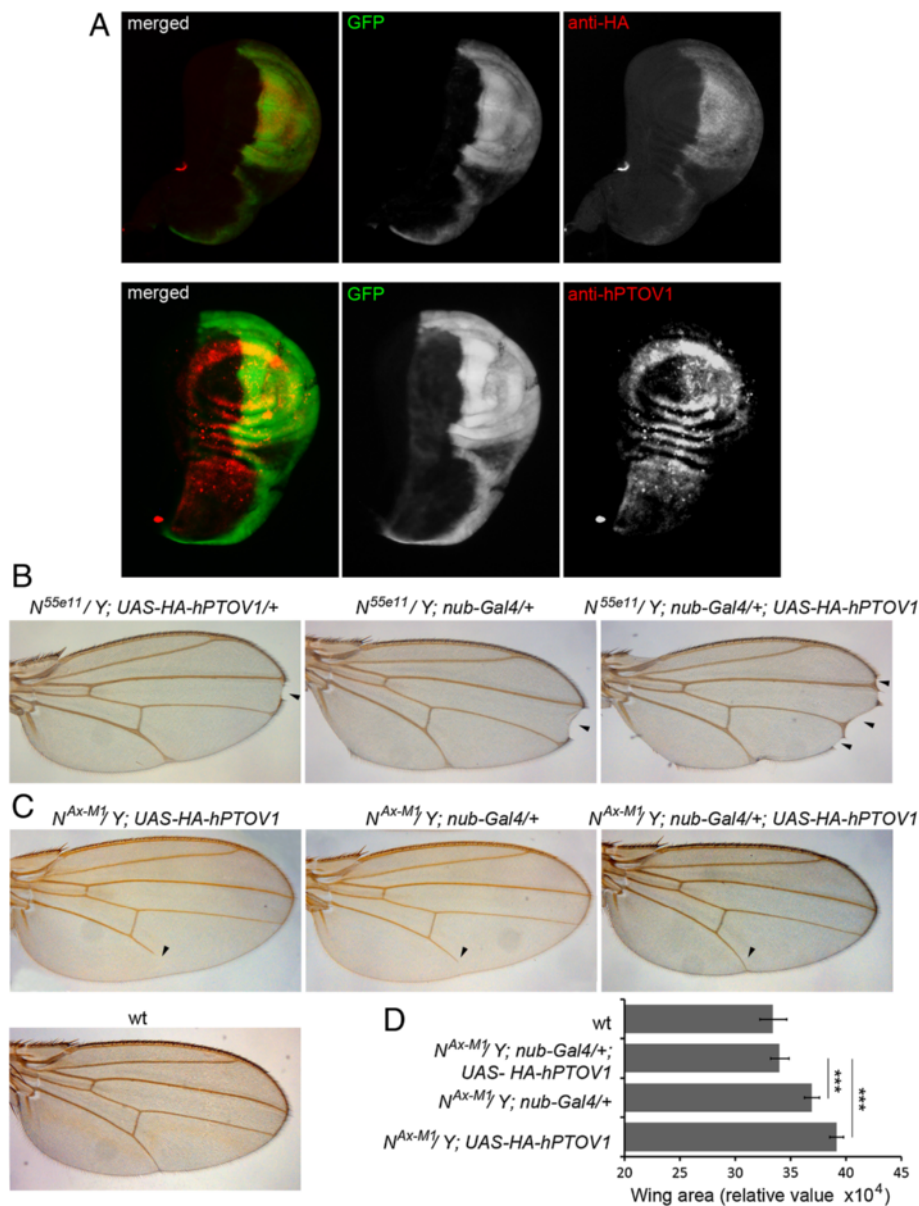 A
merged GFP anti-HA
merged GFP anti-hPTOV1
B
N55e11/ Y; UAS-HA-hPTOV1/+ N55e11/ Y; nub-Gal4/+ N55e11/ Y; nub-Gal4/+; UAS-HA-hPTOV1
C
NAx-M1/ Y; UAS-HA-hPTOV1 NAx-M1/ Y; nub-Gal4/+ NAx-M1/ Y; nub-Gal4/+; UAS-HA-hPTOV1
wt
D
wt
NAx-M1/ Y; nub-Gal4/+;
UAS- HA-hPTOV1
NAx-M1/ Y; nub-Gal4/+
NAx-M1/ Y; UAS-HA-hPTOV1
*** ***
20 25 30 35 40 45
Wing area (relative value x104)